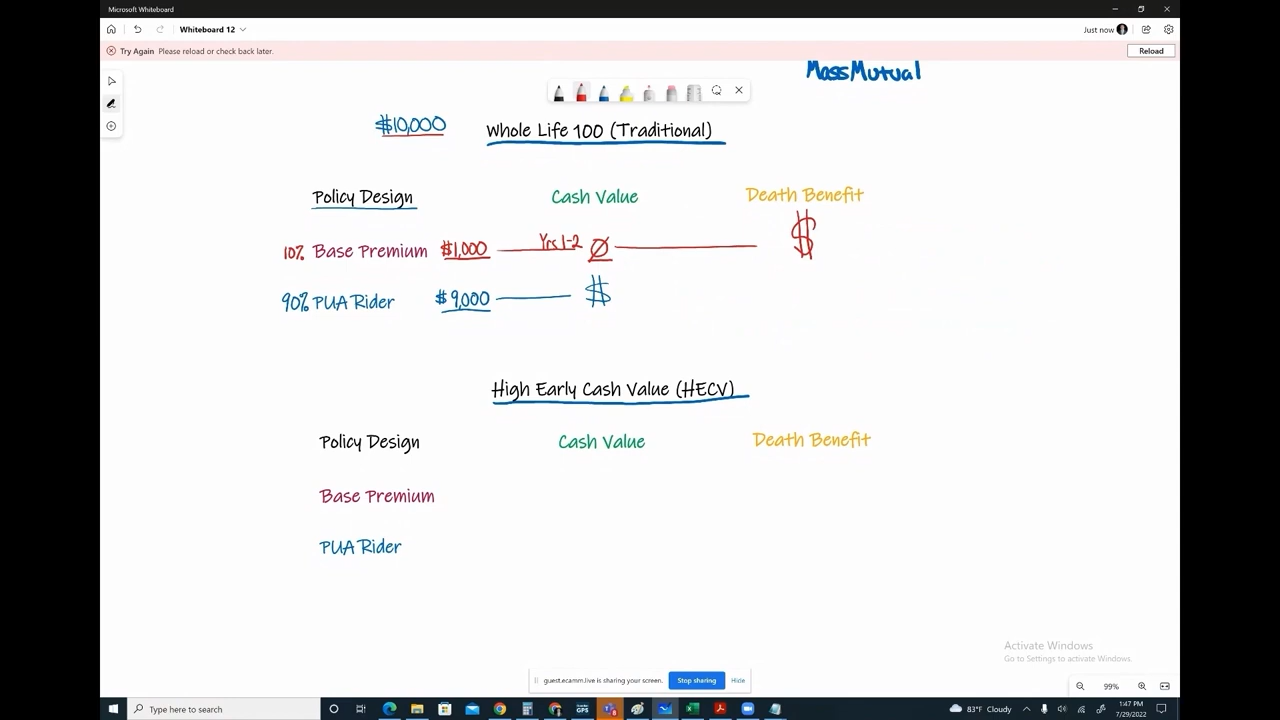 Microsoft Whiteboard
Whiteboard 12
Just now
Try Again Please reload or check back later.
Reload
MassMutual
$10,000
Whole Life 100 (Traditional)
Policy Design Cash Value Death Benefit
10% Base Premium $1,000 Yrs 1-2 Ø $
90% PUA Rider $9,000 $
High Early Cash Value (HECV)
Policy Design Cash Value Death Benefit
Base Premium
PUA Rider
Activate Windows
Go to Settings to activate Windows.
guest.ecamm.live is sharing your screen. Stop sharing Hide
99%
Type here to search
83°F Cloudy
1:47 PM
7/29/2022